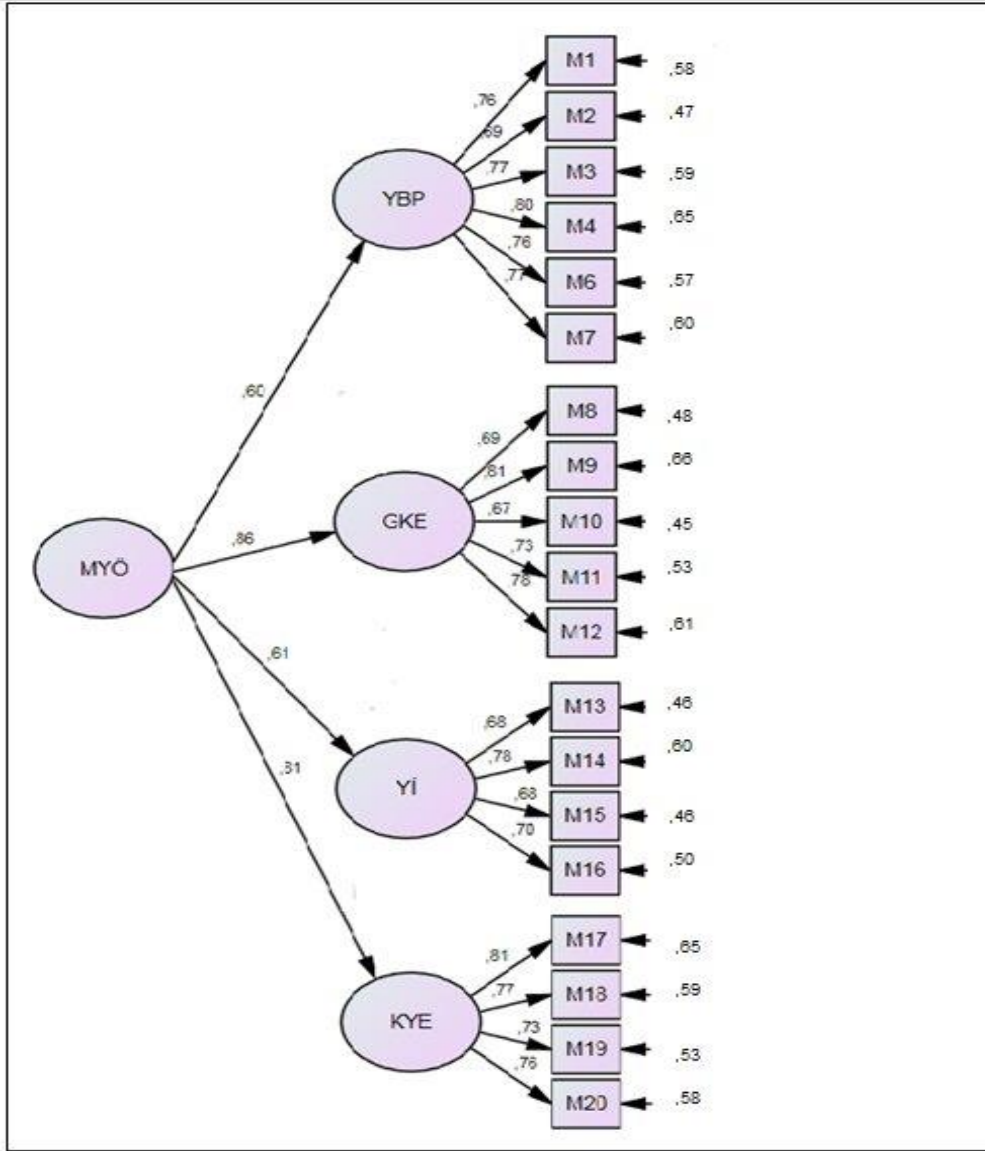 M1
,58
,76
M2
,47
,69
M3
,59
,77
YBP
M4
,65
,80
M6
,57
,76
M7
,60
,77
,60
M8
,48
,69
M9
,66
,81
GKE
M10
,45
,67
M11
,53
,73
M12
,61
,78
,86
MYÖ
,61
M13
,46
,68
M14
,60
,78
Yİ
M15
,46
,68
M16
,50
,70
,81
M17
,65
,81
M18
,59
,77
KYE
M19
,53
,73
M20
,58
,76